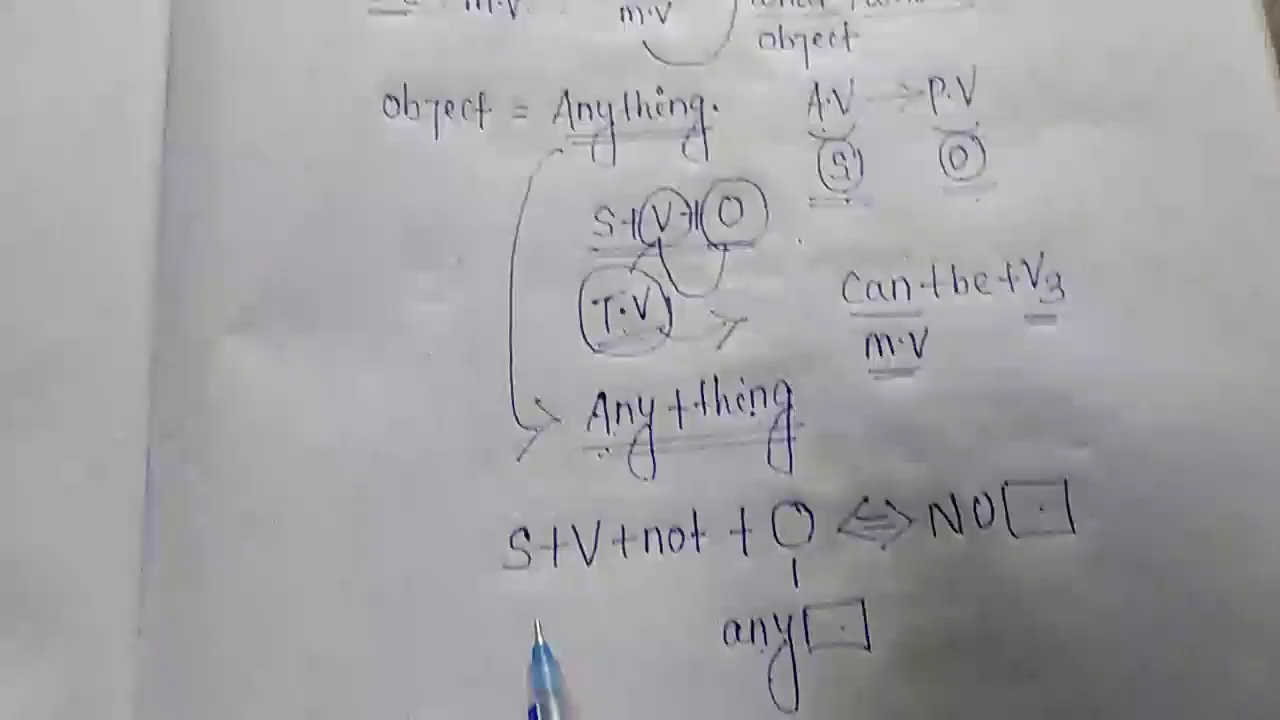 m.v
m.v
object
object = Anything.
A.V → P.V
S O
S+V+O
T.V
Can+be+V3
m.v
Any+thing
S+V+not + O ⇔ NO
any